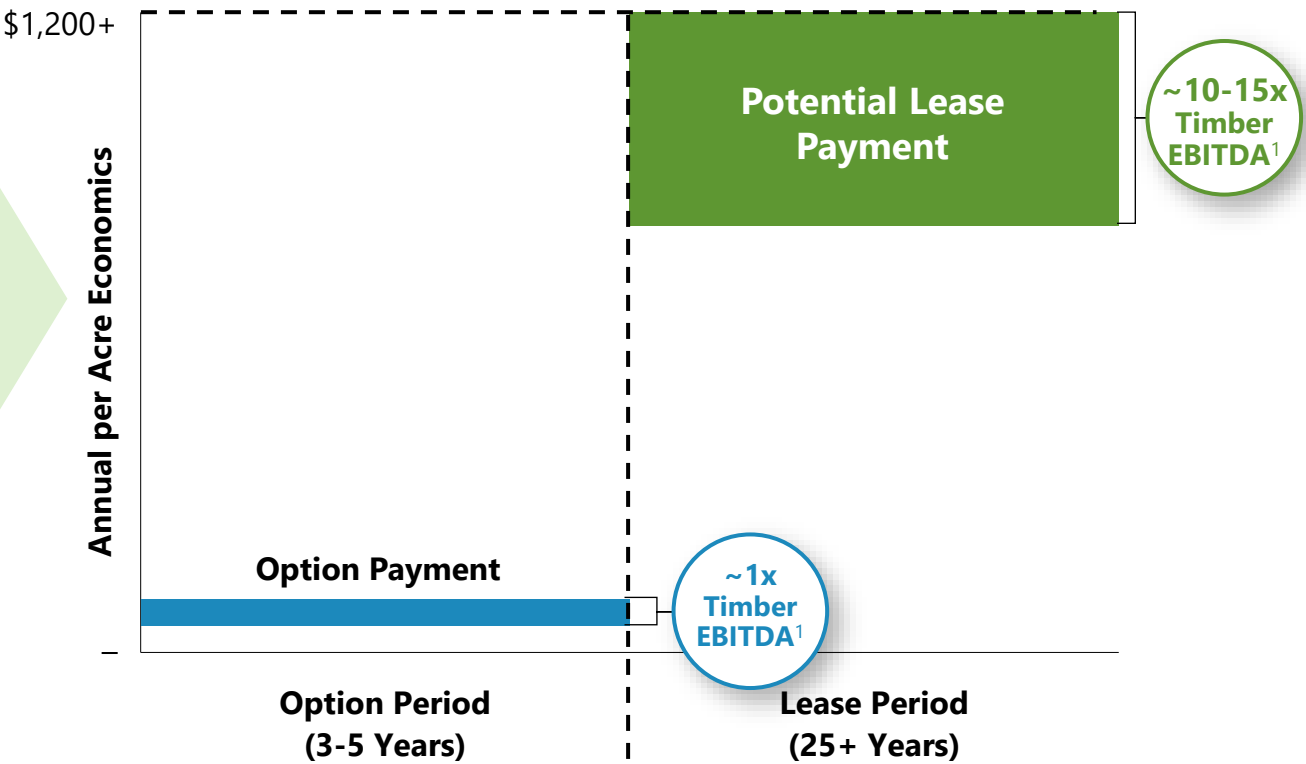 $1,200+
Annual per Acre Economics
–
Potential Lease
Payment
~10-15x
Timber
EBITDA¹
Option Payment
~1x
Timber
EBITDA¹
Option Period
(3-5 Years)
Lease Period
(25+ Years)